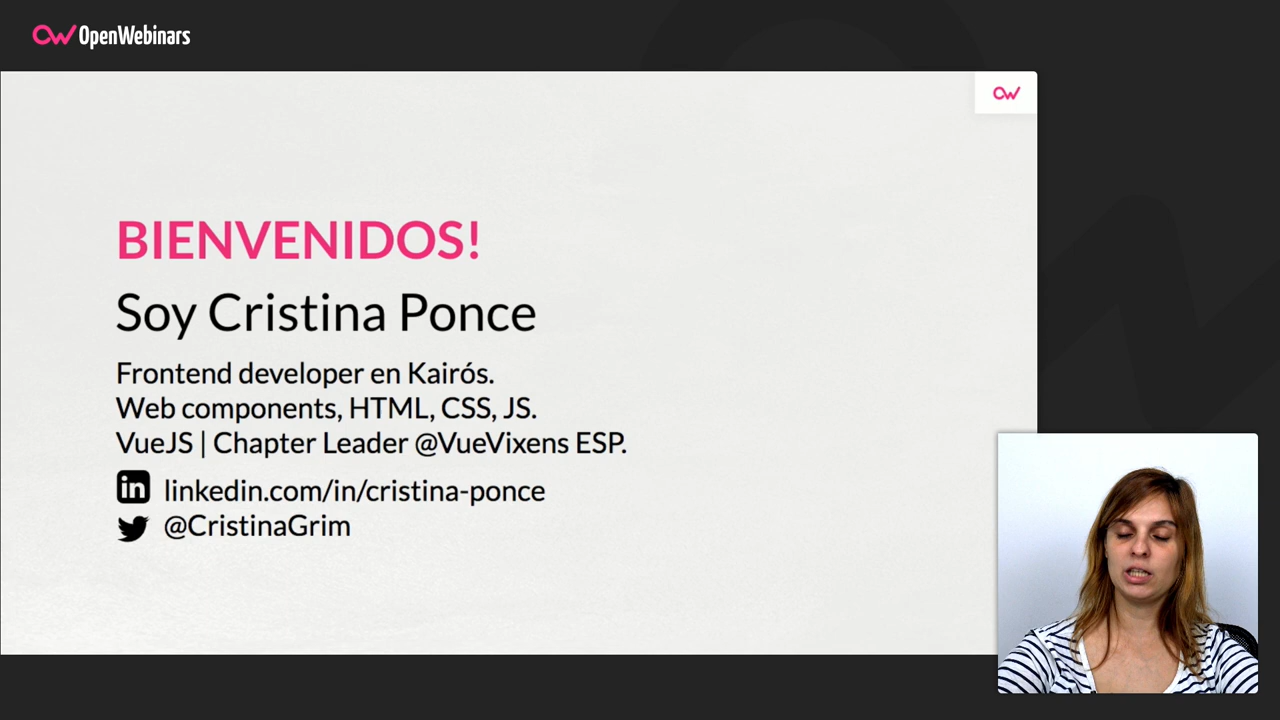 OpenWebinars
BIENVENIDOS!
Soy Cristina Ponce
Frontend developer en Kairós.
Web components, HTML, CSS, JS.
VueJS | Chapter Leader @VueVixens ESP.
in linkedin.com/in/cristina-ponce
@CristinaGrim